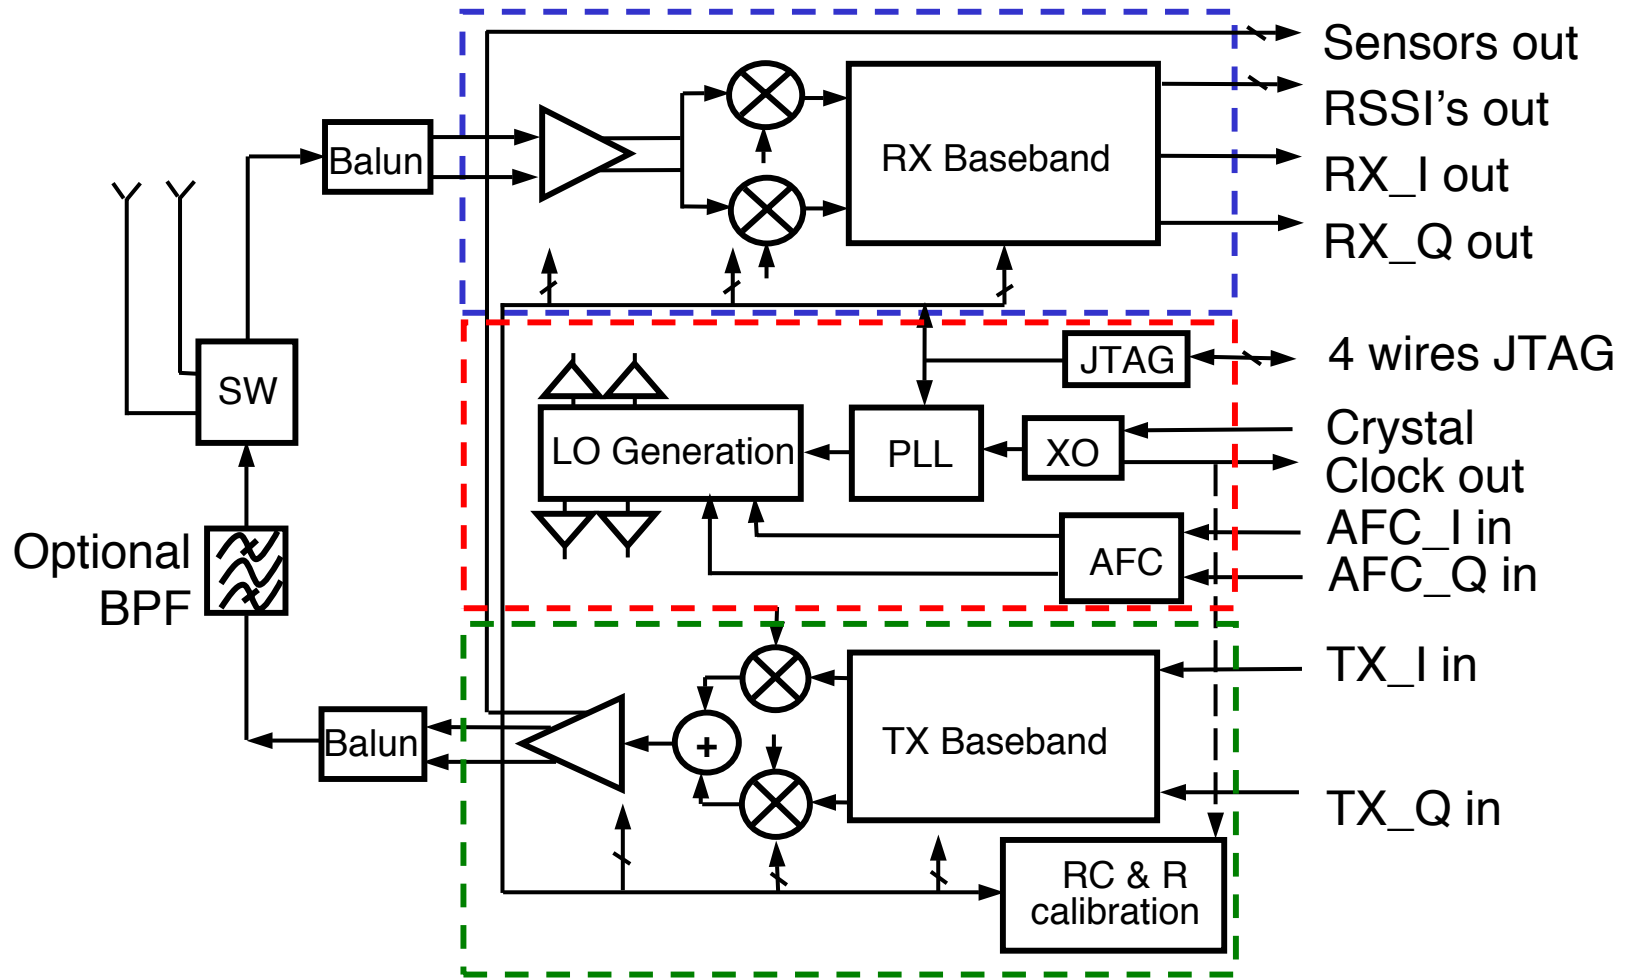 Sensors out
RSSI's out
RX_I out
RX_Q out
Balun
RX Baseband
SW
JTAG
4 wires JTAG
LO Generation
PLL
XO
Crystal
Clock out
AFC
AFC_I in
AFC_Q in
Optional
BPF
TX_I in
Balun
+
TX Baseband
TX_Q in
RC & R
calibration